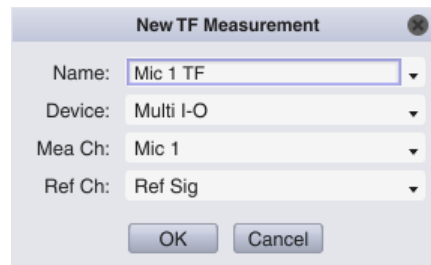 New TF Measurement
Name: Mic 1 TF
Device: Multi I-O
Mea Ch: Mic 1
Ref Ch: Ref Sig
OK Cancel